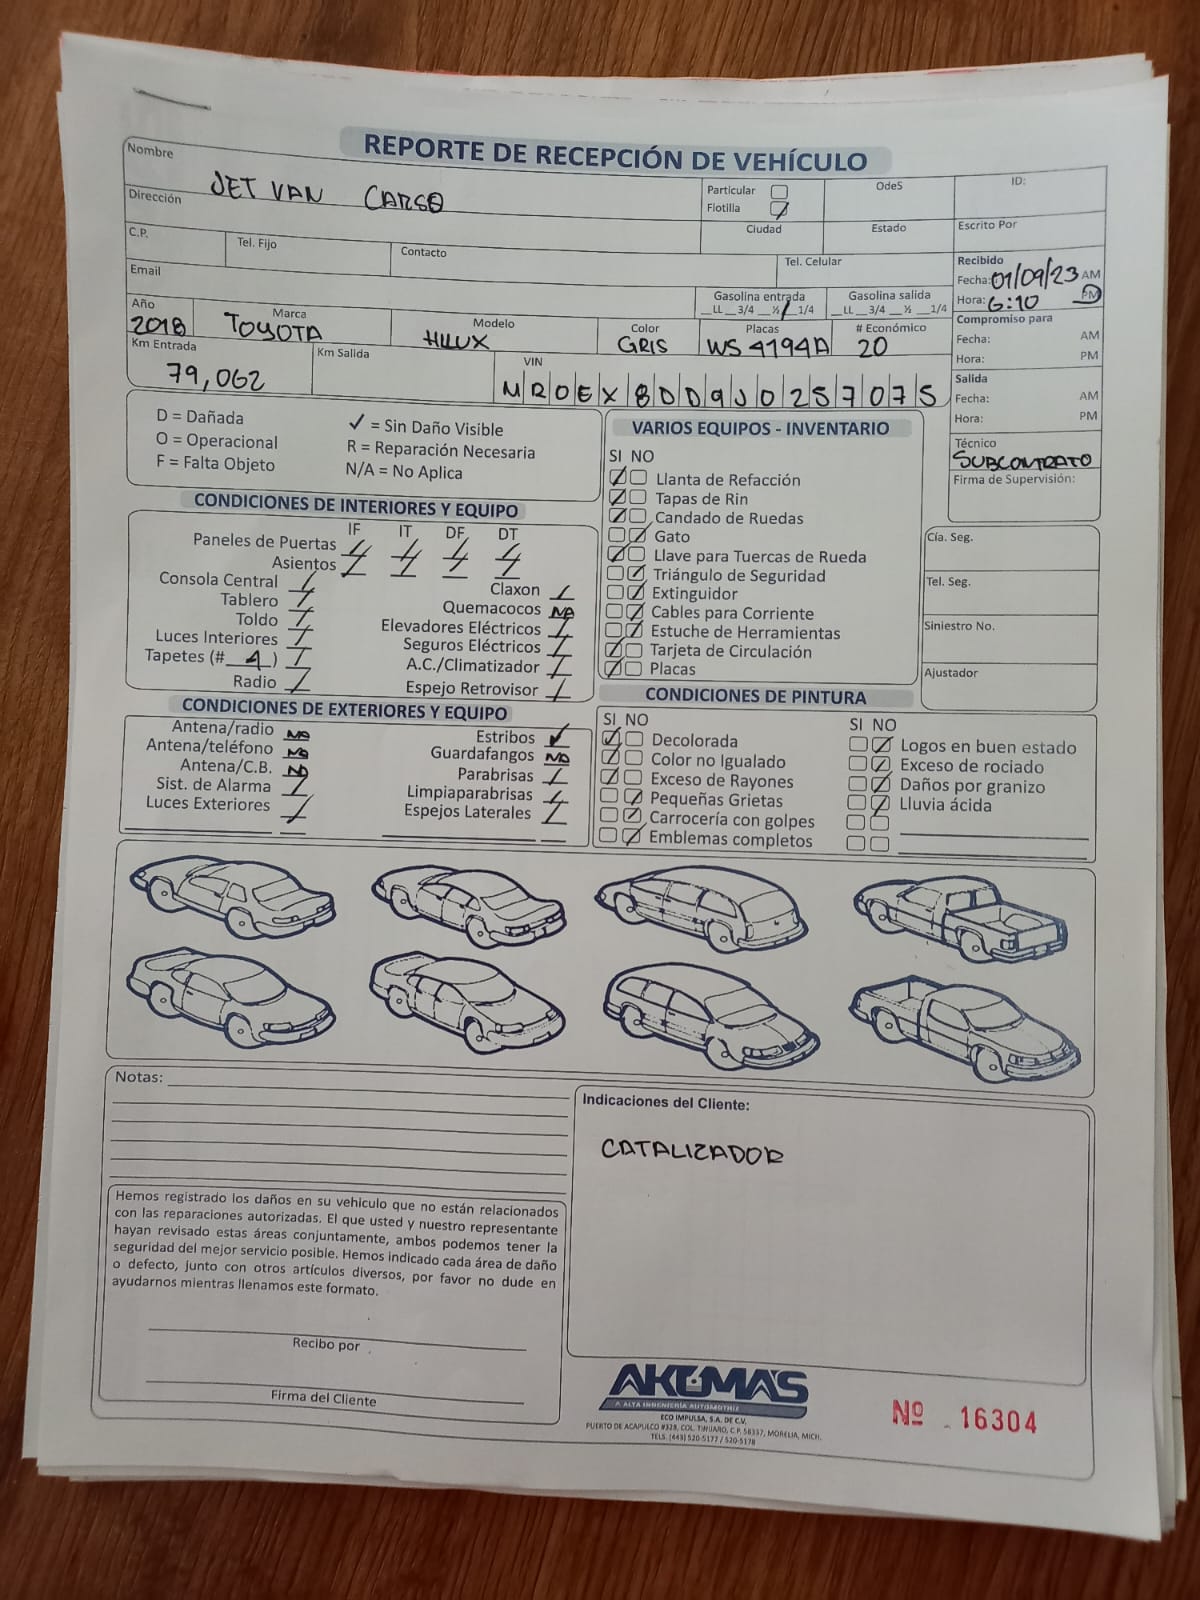 REPORTE DE RECEPCIÓN DE VEHÍCULO
Nombre JET VAN CARGO
Particular
Flotilla
OdeS
ID:
Dirección
Ciudad
Estado
Escrito Por
C.P.
Tel. Fijo
Contacto
Tel. Celular
Recibido
Fecha: 01/09/23 AM
Hora: 6:10 PM
Email
Gasolina entrada
__LL __3/4 __½ __1/4
Gasolina salida
__LL __3/4 __½ __1/4
Año 2018
Marca TOYOTA
Modelo HILUX
Color GRIS
Placas WS4194A
# Económico 20
Compromiso para
Fecha: AM
Hora: PM
Km Entrada 79,062
Km Salida
VIN MR0EX8DD9J0257075
Salida
Fecha: AM
Hora: PM
Técnico
SUBCONTRATO
Firma de Supervisión:
D = Dañada
O = Operacional
F = Falta Objeto
✓ = Sin Daño Visible
R = Reparación Necesaria
N/A = No Aplica
VARIOS EQUIPOS - INVENTARIO
SI NO
Llanta de Refacción
Tapas de Rin
Candado de Ruedas
Gato
Llave para Tuercas de Rueda
Triángulo de Seguridad
Extinguidor
Cables para Corriente
Estuche de Herramientas
Tarjeta de Circulación
Placas
Cía. Seg.
Tel. Seg.
Siniestro No.
Ajustador
CONDICIONES DE INTERIORES Y EQUIPO
IF IT DF DT
Paneles de Puertas
Asientos
Consola Central
Tablero
Toldo
Luces Interiores
Tapetes (# 4 )
Radio
Claxon
Quemacocos NA
Elevadores Eléctricos
Seguros Eléctricos
A.C./Climatizador
Espejo Retrovisor
CONDICIONES DE EXTERIORES Y EQUIPO
Antena/radio NA
Antena/teléfono NA
Antena/C.B. NA
Sist. de Alarma
Luces Exteriores
Estribos ✓
Guardafangos NA
Parabrisas
Limpiaparabrisas
Espejos Laterales
CONDICIONES DE PINTURA
SI NO
Decolorada
Color no Igualado
Exceso de Rayones
Pequeñas Grietas
Carrocería con golpes
Emblemas completos
SI NO
Logos en buen estado
Exceso de rociado
Daños por granizo
Lluvia ácida
Notas:
Indicaciones del Cliente:
CATALIZADOR
Hemos registrado los daños en su vehiculo que no están relacionados
con las reparaciones autorizadas. El que usted y nuestro representante
hayan revisado estas áreas conjuntamente, ambos podemos tener la
seguridad del mejor servicio posible. Hemos indicado cada área de daño
o defecto, junto con otros artículos diversos, por favor no dude en
ayudarnos mientras llenamos este formato.
Recibo por
Firma del Cliente
AKUMA'S
A ALTA INGENIERÍA AUTOMOTRIZ
ECO IMPULSA, S.A. DE C.V.
PUERTO DE ACAPULCO #328, COL. TINIJARO, C.P. 58337, MORELIA, MICH.
TELS. (443) 520-5177 / 520-5178
Nº 16304